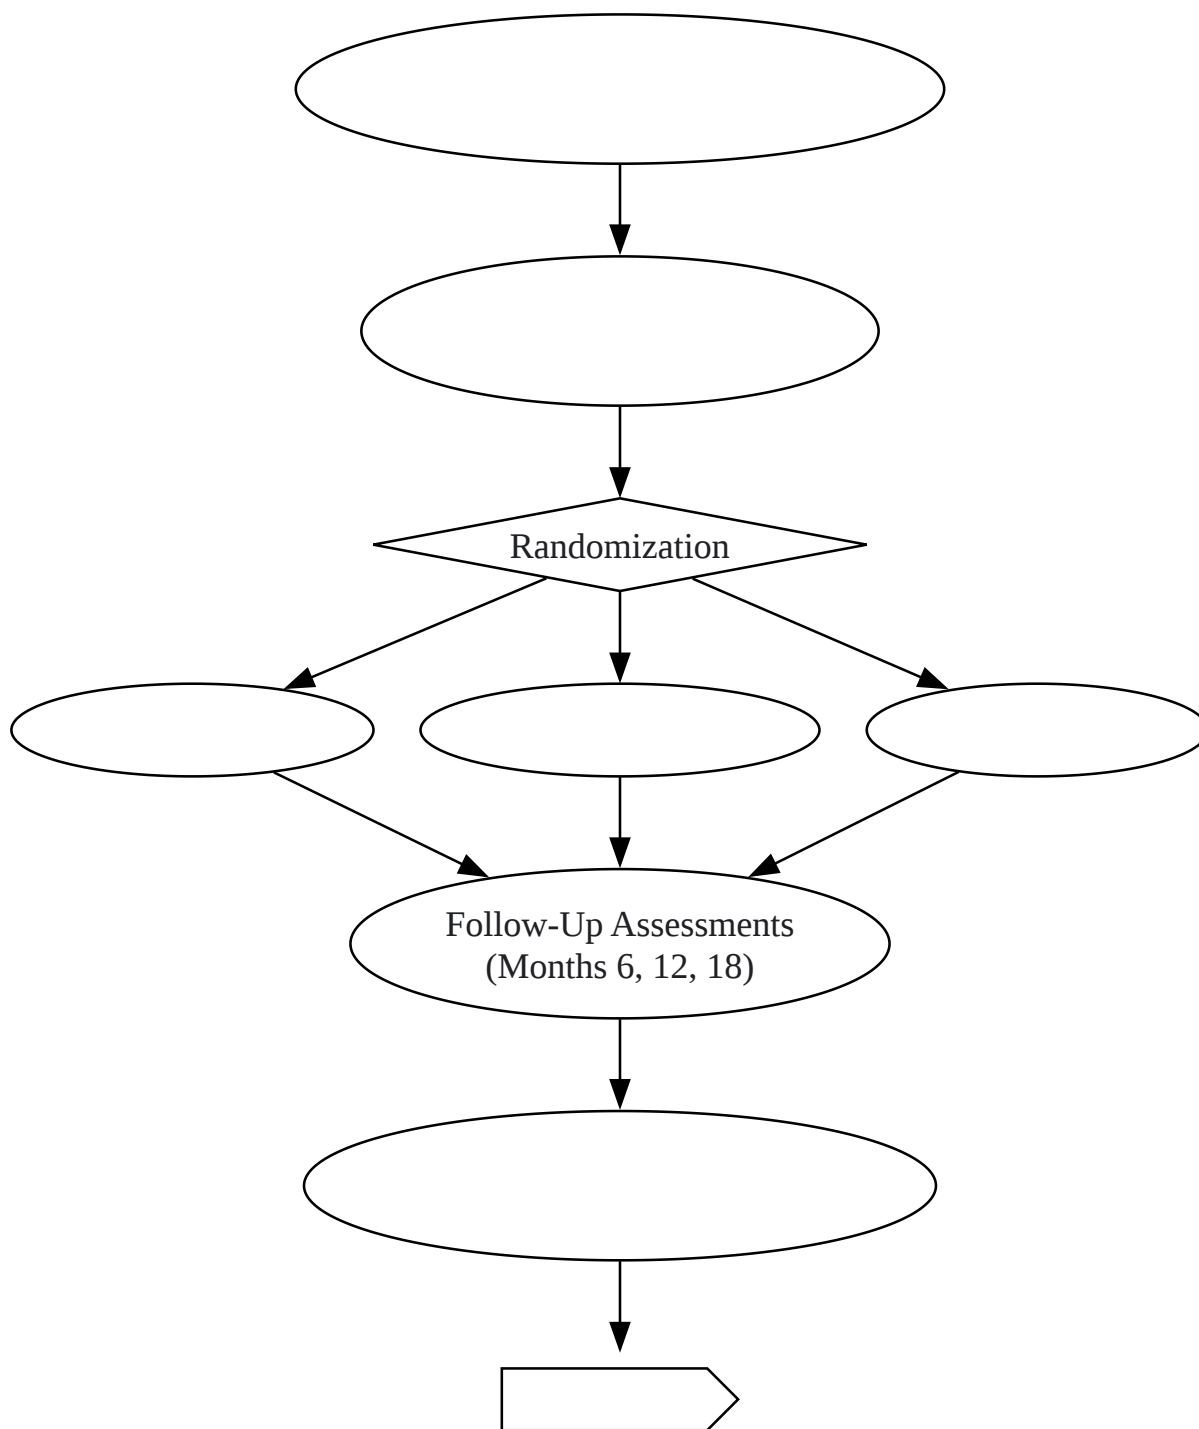 Randomization
Follow-Up Assessments
(Months 6, 12, 18)